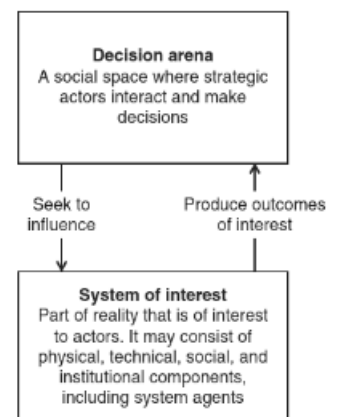 Decision arena
A social space where strategic
actors interact and make
decisions
Seek to
influence
Produce outcomes
of interest
System of interest
Part of reality that is of interest
to actors. It may consist of
physical, technical, social, and
institutional components,
including system agents